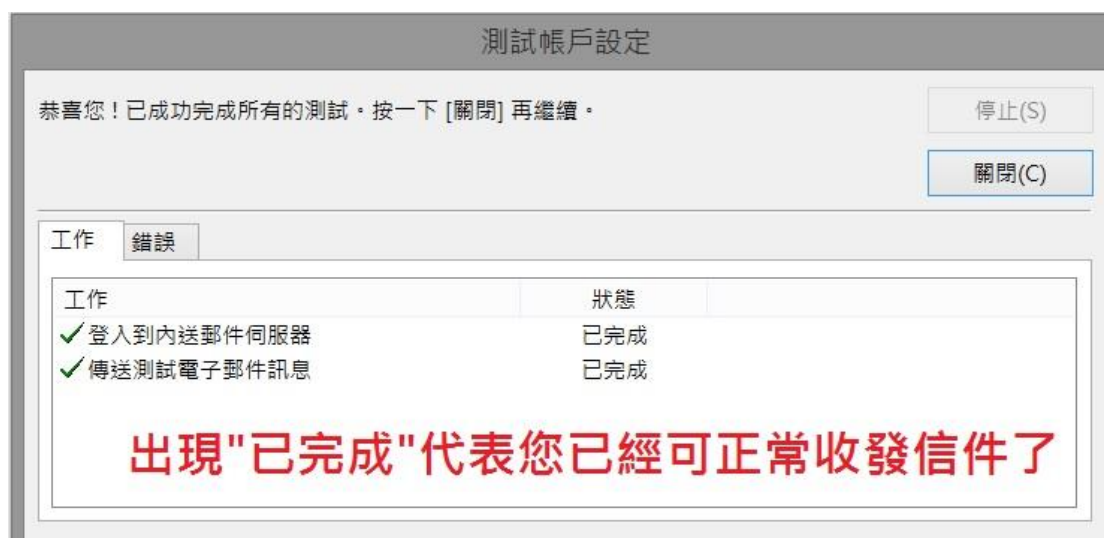 測試帳戶設定
恭喜您！已成功完成所有的測試。按一下 [關閉] 再繼續。
停止(S)
關閉(C)
工作
錯誤
工作 狀態
登入到內送郵件伺服器 已完成
傳送測試電子郵件訊息 已完成
出現"已完成"代表您已經可正常收發信件了